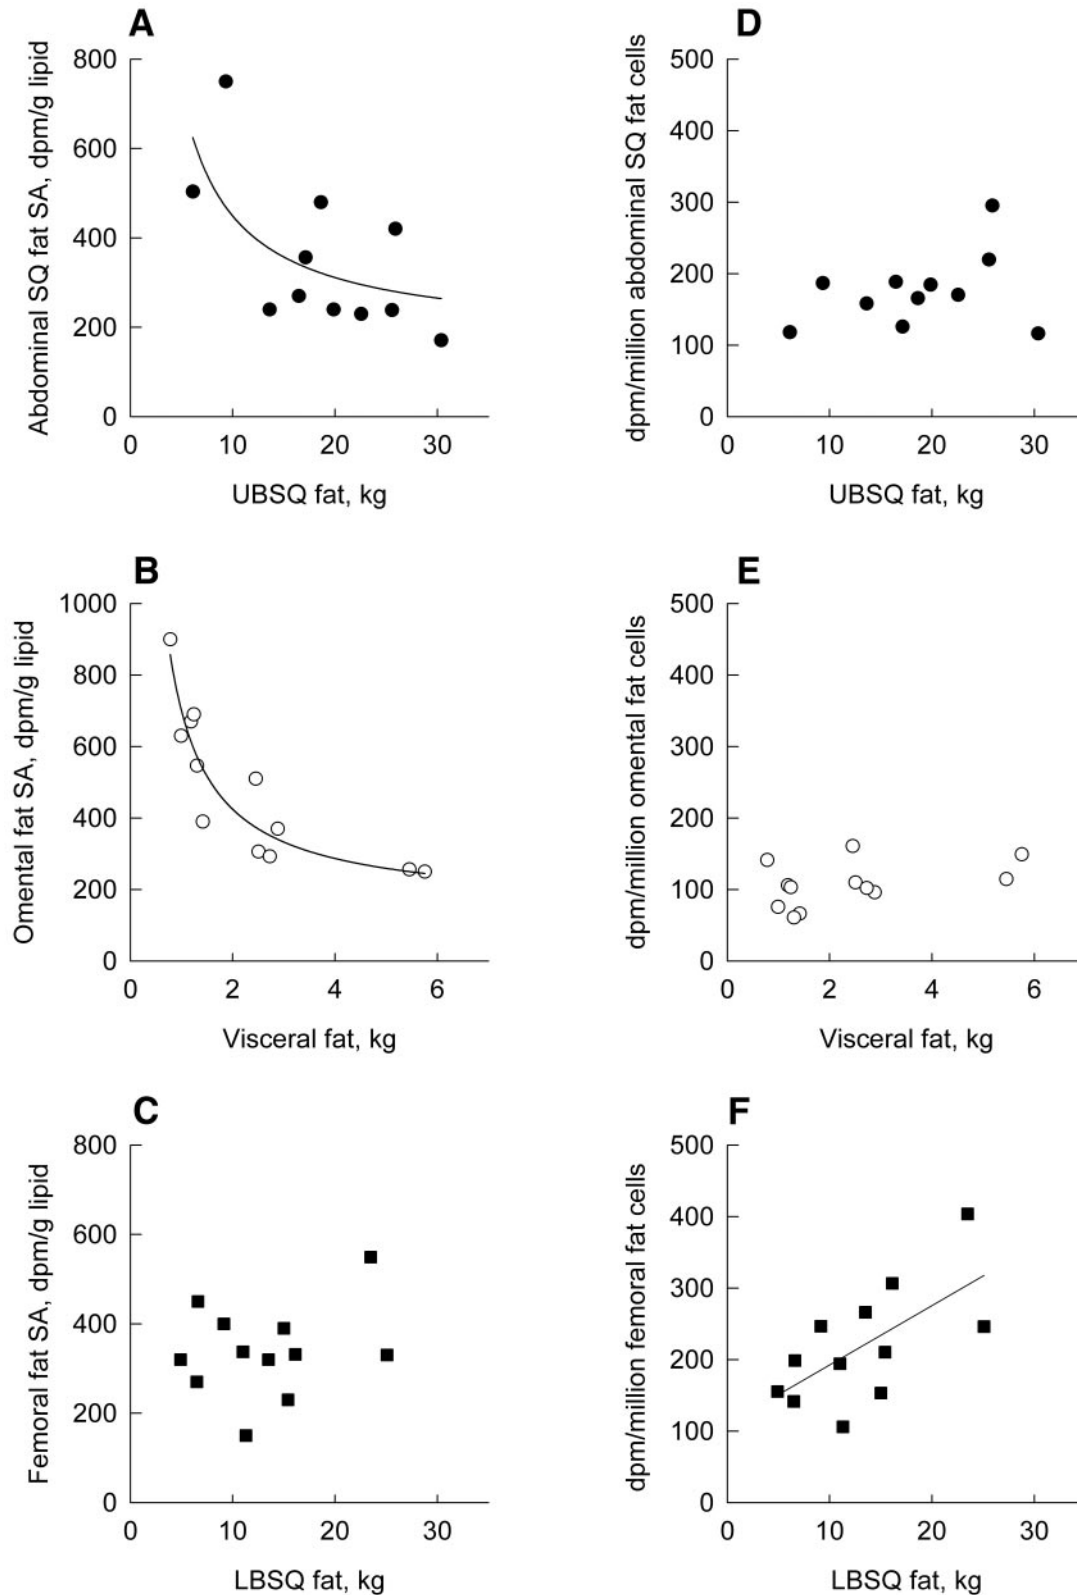 A
Abdominal SQ fat SA, dpm/g lipid
800
600
400
200
0
0 10 20 30
UBSQ fat, kg
D
dpm/million abdominal SQ fat cells
500
400
300
200
100
0
0 10 20 30
UBSQ fat, kg
B
Omental fat SA, dpm/g lipid
1000
800
600
400
200
0
0 2 4 6
Visceral fat, kg
E
dpm/million omental fat cells
500
400
300
200
100
0
0 2 4 6
Visceral fat, kg
C
Femoral fat SA, dpm/g lipid
800
600
400
200
0
0 10 20 30
LBSQ fat, kg
F
dpm/million femoral fat cells
500
400
300
200
100
0
0 10 20 30
LBSQ fat, kg